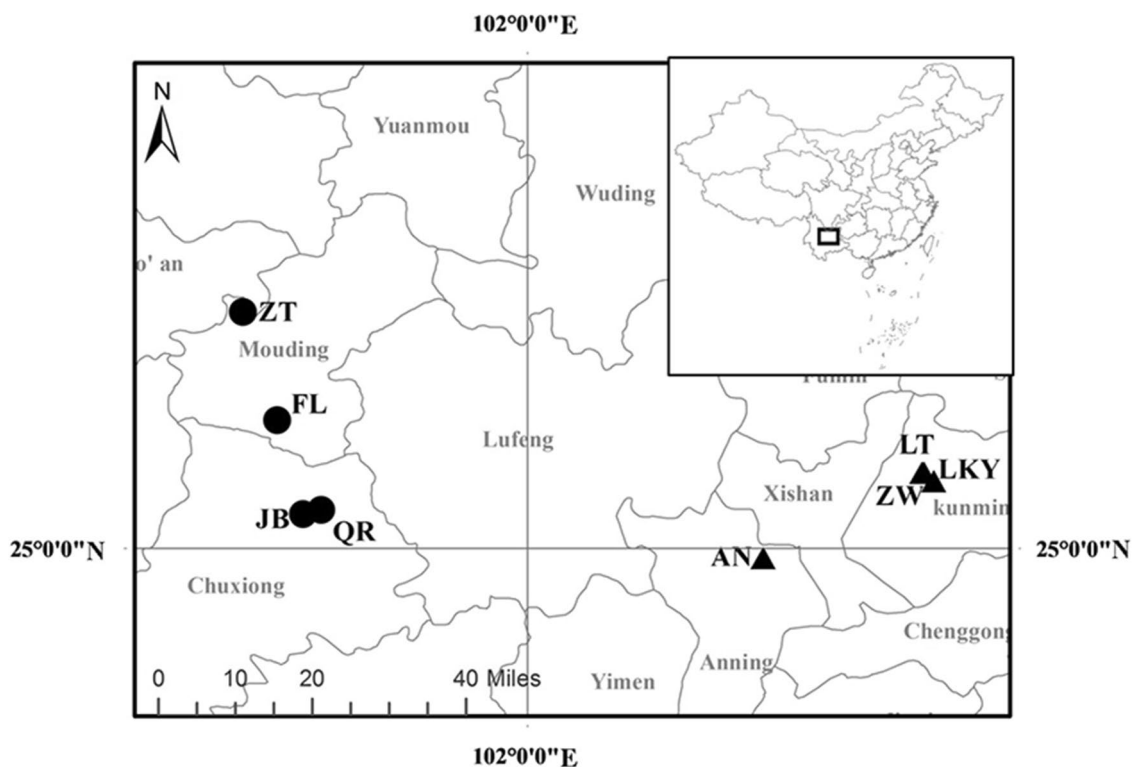 102°0'0"E
N
Yuanmou
Wuding
o' an
ZT
Mouding
FL
Lufeng
LT
LKY
Xishan
ZW
kunmin
JB
QR
25°0'0"N
25°0'0"N
AN
Chuxiong
Chenggong
Anning
Yimen
0 10 20 40 Miles
102°0'0"E